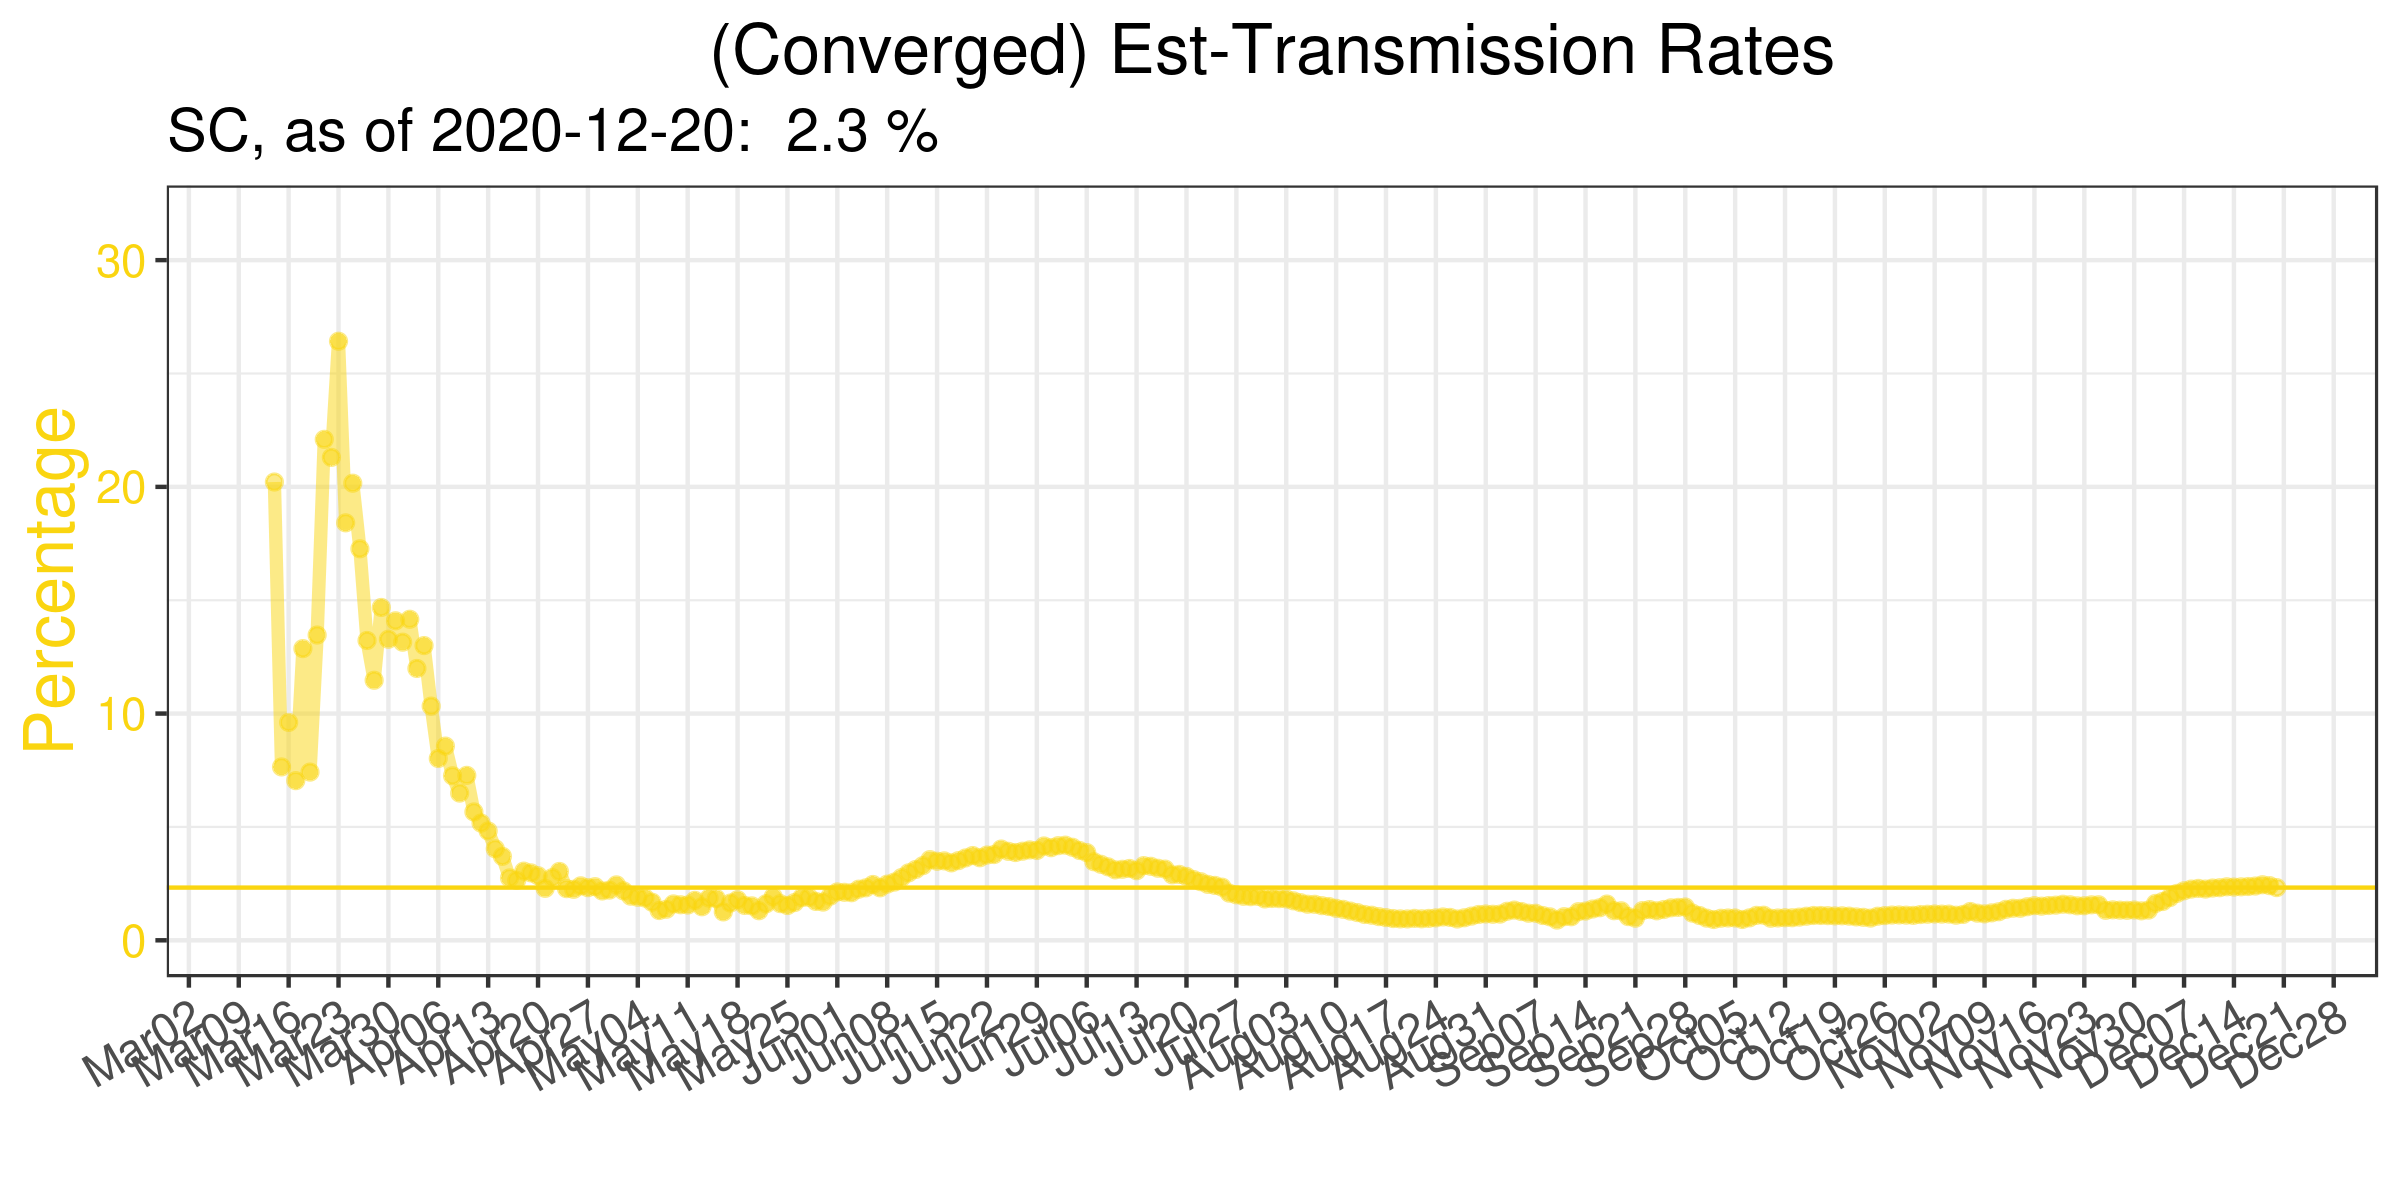 (Converged) Est-Transmission Rates
SC, as of 2020-12-20: 2.3 %
Percentage
30
20
10
0
Mar02
Mar09
Mar16
Mar23
Mar30
Apr06
Apr13
Apr20
Apr27
May04
May11
May18
May25
Jun01
Jun08
Jun15
Jun22
Jun29
Jul06
Jul13
Jul20
Jul27
Aug03
Aug10
Aug17
Aug24
Aug31
Sep07
Sep14
Sep21
Sep28
Oct05
Oct12
Oct19
Oct26
Nov02
Nov09
Nov16
Nov23
Nov30
Dec07
Dec14
Dec21
Dec28